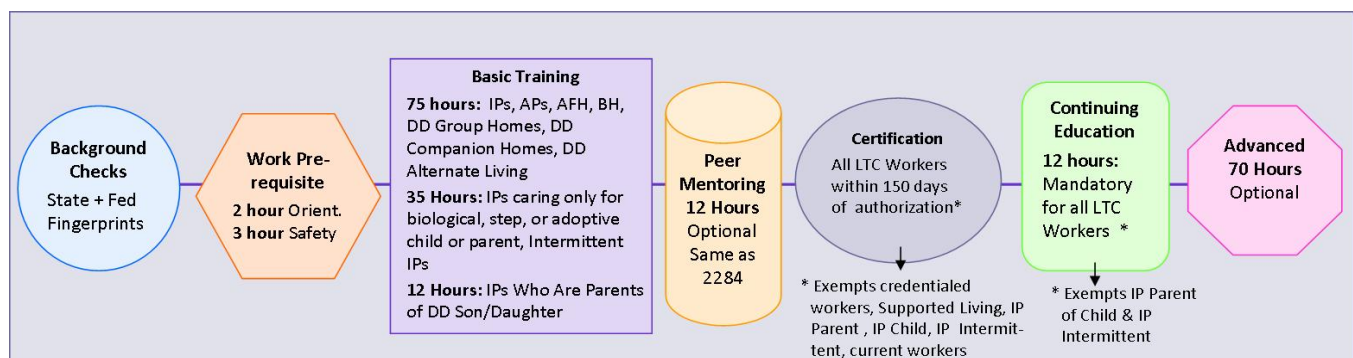 Background
Checks
State + Fed
Fingerprints
Work Pre-
requisite
2 hour Orient.
3 hour Safety
Basic Training
75 hours: IPs, APs, AFH, BH,
DD Group Homes, DD
Companion Homes, DD
Alternate Living
35 Hours: IPs caring only for
biological, step, or adoptive
child or parent, Intermittent
IPs
12 Hours: IPs Who Are Parents
of DD Son/Daughter
Peer
Mentoring
12 Hours
Optional
Same as
2284
Certification
All LTC Workers
within 150 days
of authorization*
* Exempts credentialed
workers, Supported Living, IP
Parent , IP Child, IP Intermit-
tent, current workers
Continuing
Education
12 hours:
Mandatory
for all LTC
Workers *
* Exempts IP Parent
of Child & IP
Intermittent
Advanced
70 Hours
Optional